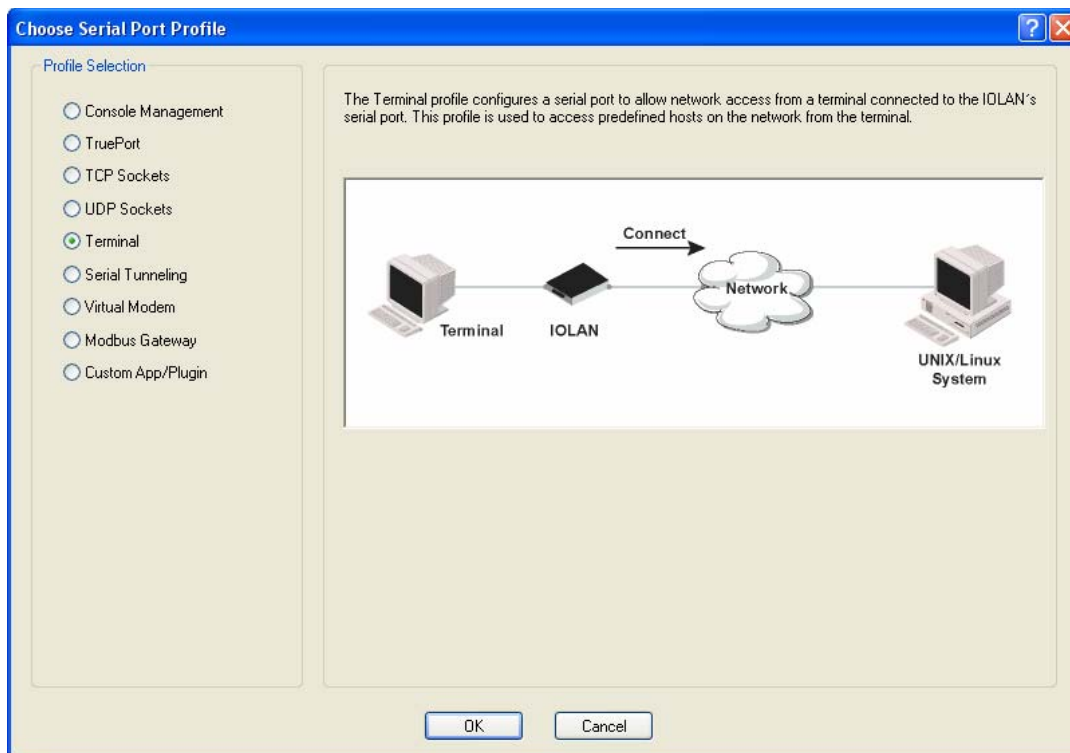 Choose Serial Port Profile
Profile Selection
Console Management
TruePort
TCP Sockets
UDP Sockets
Terminal
Serial Tunneling
Virtual Modem
Modbus Gateway
Custom App/Plugin
The Terminal profile configures a serial port to allow network access from a terminal connected to the IOLAN's
serial port. This profile is used to access predefined hosts on the network from the terminal.
Connect
Network
Terminal
IOLAN
UNIX/Linux
System
OK
Cancel